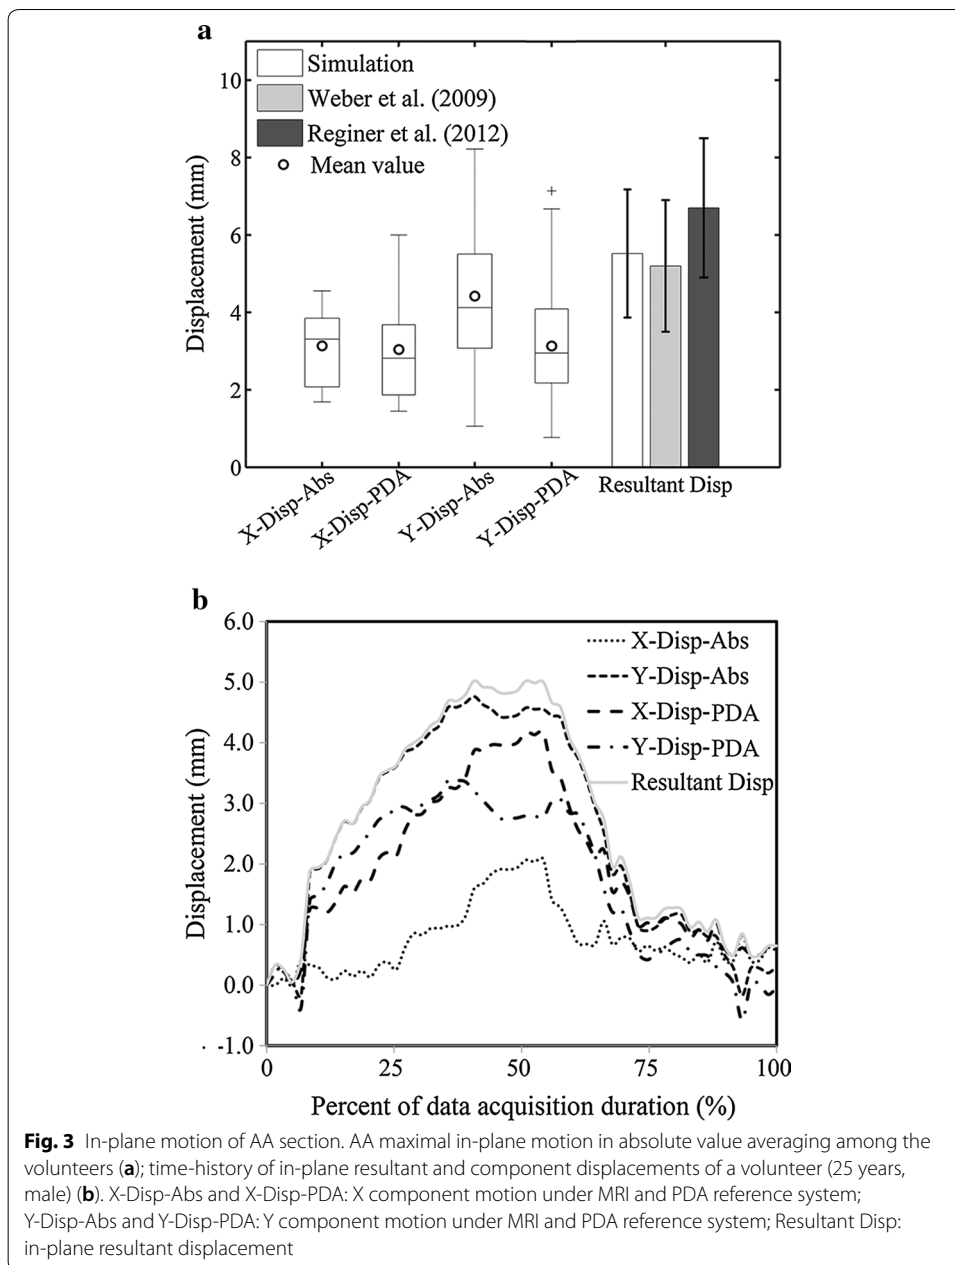 a
Simulation
Weber et al. (2009)
Reginer et al. (2012)
Mean value
Displacement (mm)
10
8
6
4
2
0
X-Disp-Abs
X-Disp-PDA
Y-Disp-Abs
Y-Disp-PDA
Resultant Disp
b
X-Disp-Abs
Y-Disp-Abs
X-Disp-PDA
Y-Disp-PDA
Resultant Disp
Displacement (mm)
6.0
5.0
4.0
3.0
2.0
1.0
0.0
-1.0
0 25 50 75 100
Percent of data acquisition duration (%)
Fig. 3 In-plane motion of AA section. AA maximal in-plane motion in absolute value averaging among the
volunteers (a); time-history of in-plane resultant and component displacements of a volunteer (25 years,
male) (b). X-Disp-Abs and X-Disp-PDA: X component motion under MRI and PDA reference system;
Y-Disp-Abs and Y-Disp-PDA: Y component motion under MRI and PDA reference system; Resultant Disp:
in-plane resultant displacement